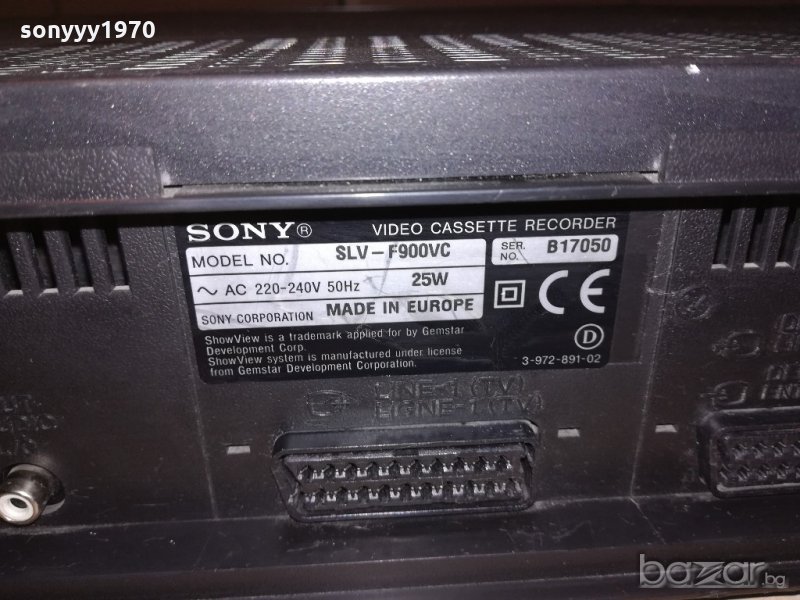 sonyyy1970
SONY® VIDEO CASSETTE RECORDER
MODEL NO. SLV-F900VC
SER. NO. B17050
~ AC 220-240V 50Hz 25W
SONY CORPORATION MADE IN EUROPE
CE
ShowView is a trademark applied for by Gemstar
Development Corp.
ShowView system is manufactured under license
from Gemstar Development Corporation.
D
3-972-891-02
LINE-1 (TV)
LIGNE-1 (TV)
bazar.bg